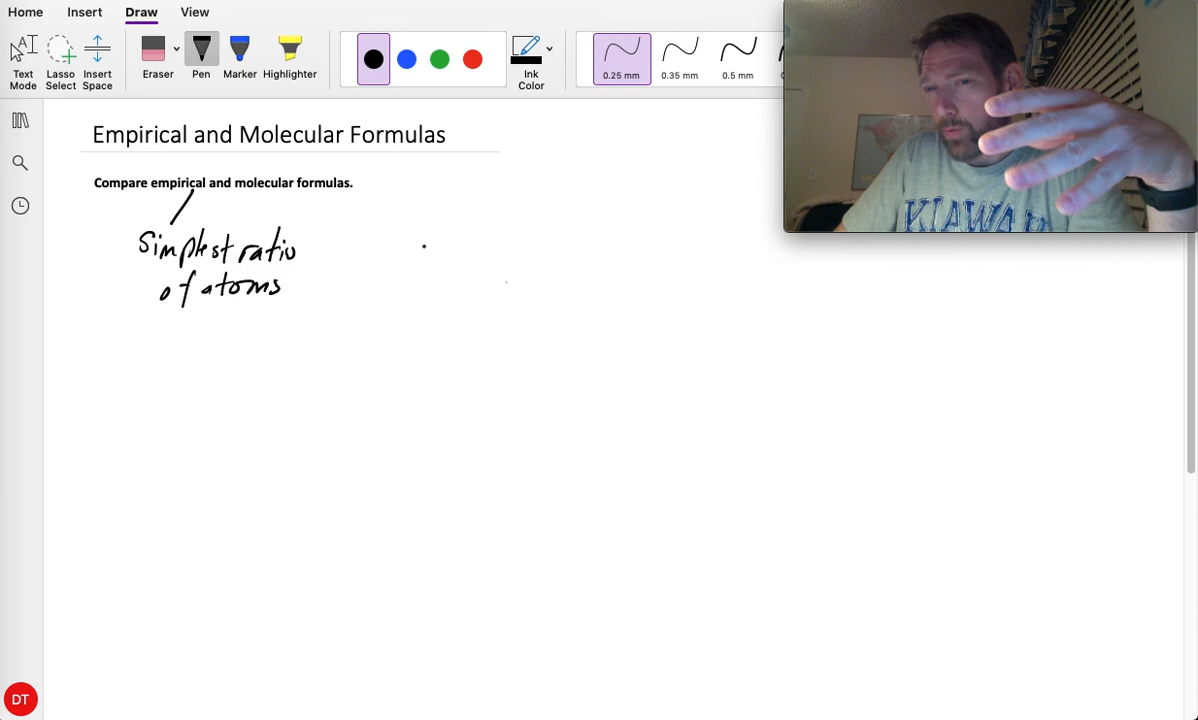 Home Insert Draw View
Text Mode
Lasso Select
Insert Space
Eraser
Pen
Marker
Highlighter
Ink Color
0.25 mm
0.35 mm
0.5 mm
Empirical and Molecular Formulas
Compare empirical and molecular formulas.
Simplest ratio
of atoms
KIAWAH
DT